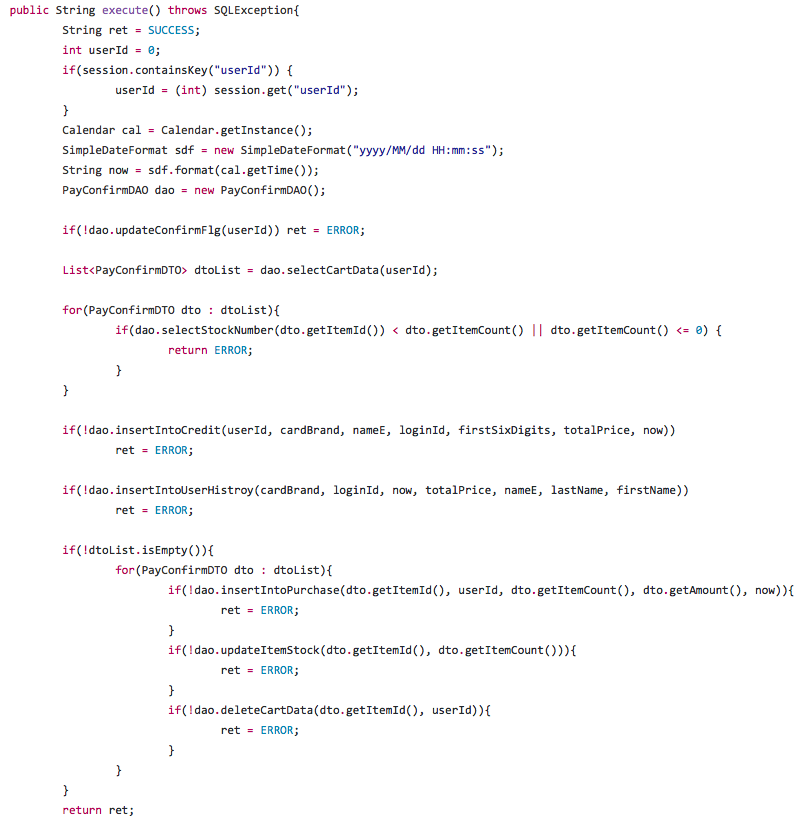 public String execute() throws SQLException{
String ret = SUCCESS;
int userId = 0;
if(session.containsKey("userId")) {
userId = (int) session.get("userId");
}
Calendar cal = Calendar.getInstance();
SimpleDateFormat sdf = new SimpleDateFormat("yyyy/MM/dd HH:mm:ss");
String now = sdf.format(cal.getTime());
PayConfirmDAO dao = new PayConfirmDAO();
if(!dao.updateConfirmFlg(userId)) ret = ERROR;
List<PayConfirmDTO> dtoList = dao.selectCartData(userId);
for(PayConfirmDTO dto : dtoList){
if(dao.selectStockNumber(dto.getItemId()) < dto.getItemCount() || dto.getItemCount() <= 0) {
return ERROR;
}
}
if(!dao.insertIntoCredit(userId, cardBrand, nameE, loginId, firstSixDigits, totalPrice, now))
ret = ERROR;
if(!dao.insertIntoUserHistroy(cardBrand, loginId, now, totalPrice, nameE, lastName, firstName))
ret = ERROR;
if(!dtoList.isEmpty()){
for(PayConfirmDTO dto : dtoList){
if(!dao.insertIntoPurchase(dto.getItemId(), userId, dto.getItemCount(), dto.getAmount(), now)){
ret = ERROR;
}
if(!dao.updateItemStock(dto.getItemId(), dto.getItemCount())){
ret = ERROR;
}
if(!dao.deleteCartData(dto.getItemId(), userId)){
ret = ERROR;
}
}
}
return ret;